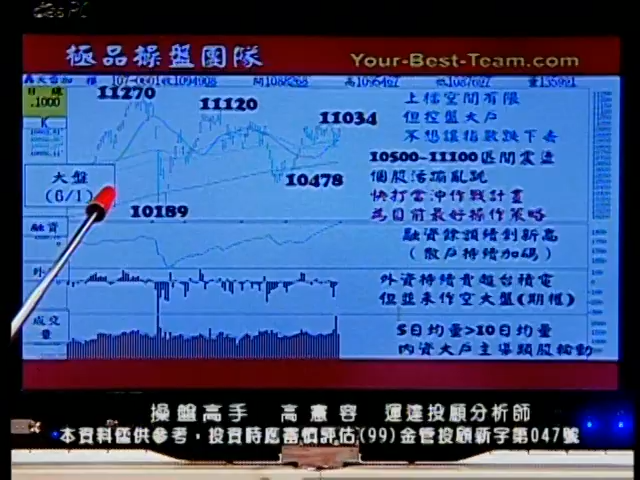 極品操盤團隊
Your-Best-Team.com
日線
.1000
K
11270
11120
11034
10478
10189
大盤
(6/1)
融資
成交
量
上檔空間有限
但控盤大戶
不想讓指數跌下去
10500-11100區間震盪
個股活蹦亂跳
快打當沖作戰計畫
為目前最好操作策略
融資餘額續創新高
(散戶持續加碼)
外資持續賣超台積電
但並未作空大盤(期權)
5日均量>10日均量
內資大戶主導類股輪動
操盤高手 高憲容 運達投顧分析師
本資料僅供參考,投資時應審慎評估(99)金管投顧新字第047號